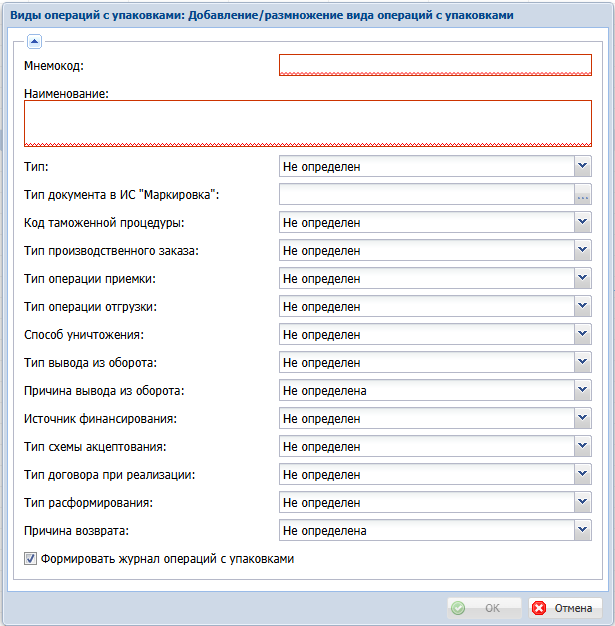 Виды операций с упаковками: Добавление/размножение вида операций с упаковками
Мнемокод:
Наименование:
Тип: Не определен
Тип документа в ИС "Маркировка": ...
Код таможенной процедуры: Не определен
Тип производственного заказа: Не определен
Тип операции приемки: Не определен
Тип операции отгрузки: Не определен
Способ уничтожения: Не определен
Тип вывода из оборота: Не определен
Причина вывода из оборота: Не определена
Источник финансирования: Не определен
Тип схемы акцептования: Не определен
Тип договора при реализации: Не определен
Тип расформирования: Не определен
Причина возврата: Не определена
Формировать журнал операций с упаковками
ОК Отмена